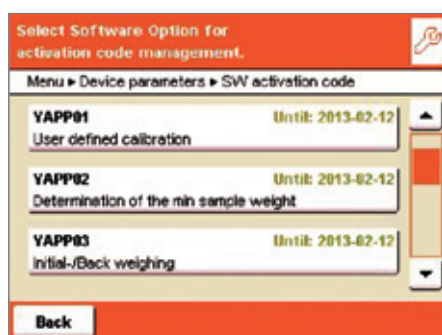 Select Software Option for
activation code management.
Menu ▸ Device parameters ▸ SW activation code
YAPP01 Until: 2013-02-12
User defined calibration
YAPP02 Until: 2013-02-12
Determination of the min sample weight
YAPP03 Until: 2013-02-12
Initial-/Back weighing
Back